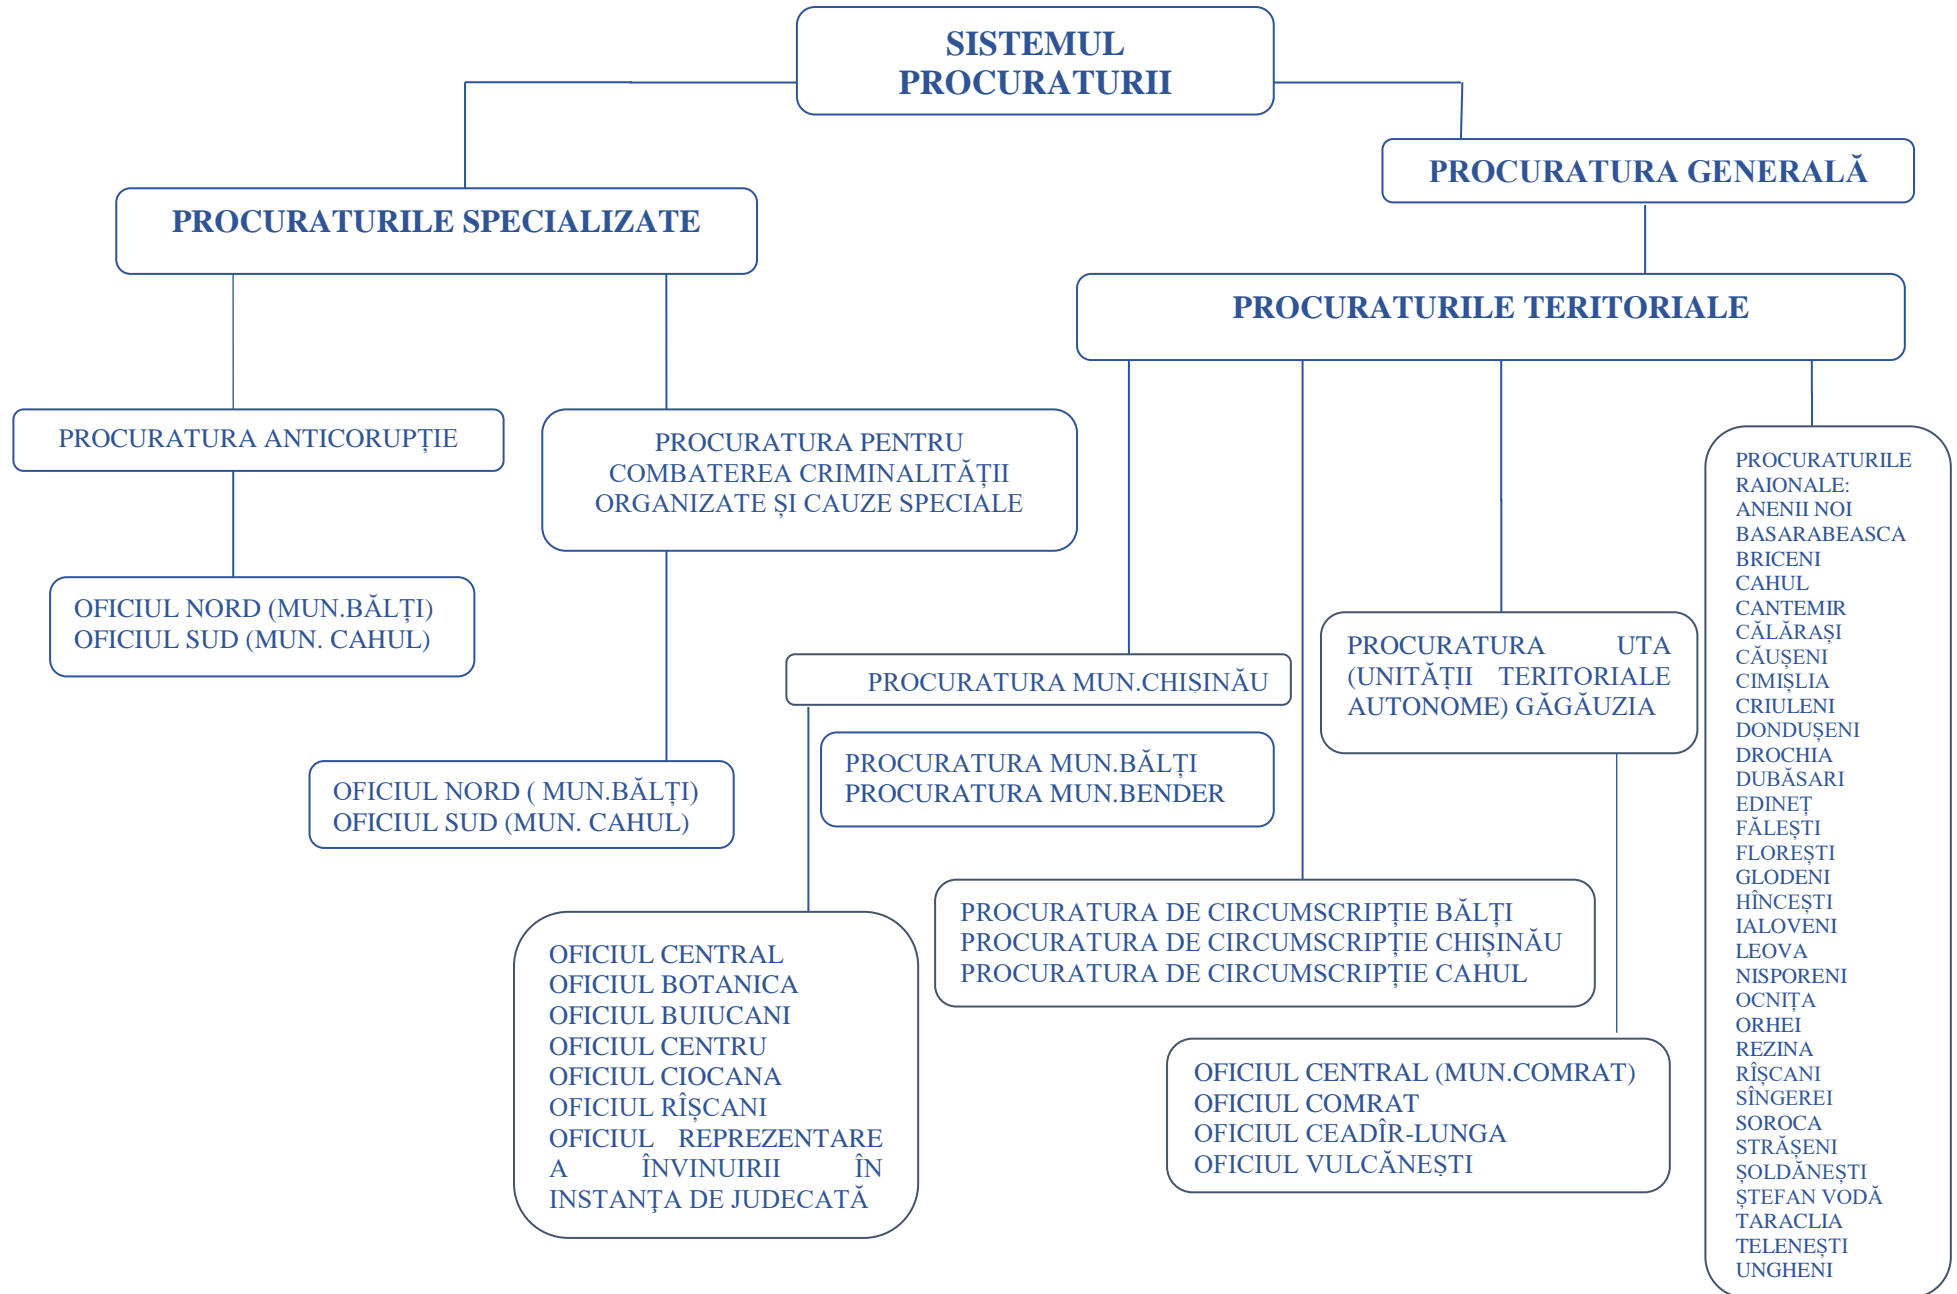 SISTEMUL
PROCURATURII
PROCURATURA GENERALĂ
PROCURATURILE SPECIALIZATE
PROCURATURILE TERITORIALE
PROCURATURA ANTICORUPȚIE
PROCURATURA PENTRU
COMBATEREA CRIMINALITĂȚII
ORGANIZATE ȘI CAUZE SPECIALE
OFICIUL NORD (MUN.BĂLȚI)
OFICIUL SUD (MUN. CAHUL)
OFICIUL NORD ( MUN.BĂLȚI)
OFICIUL SUD (MUN. CAHUL)
PROCURATURA MUN.CHIȘINĂU
PROCURATURA MUN.BĂLȚI
PROCURATURA MUN.BENDER
OFICIUL CENTRAL
OFICIUL BOTANICA
OFICIUL BUIUCANI
OFICIUL CENTRU
OFICIUL CIOCANA
OFICIUL RÎȘCANI
OFICIUL REPREZENTARE
A ÎNVINUIRII ÎN
INSTANŢA DE JUDECATĂ
PROCURATURA DE CIRCUMSCRIPȚIE BĂLȚI
PROCURATURA DE CIRCUMSCRIPȚIE CHIȘINĂU
PROCURATURA DE CIRCUMSCRIPȚIE CAHUL
PROCURATURA UTA
(UNITĂȚII TERITORIALE
AUTONOME) GĂGĂUZIA
OFICIUL CENTRAL (MUN.COMRAT)
OFICIUL COMRAT
OFICIUL CEADÎR-LUNGA
OFICIUL VULCĂNEȘTI
PROCURATURILE
RAIONALE:
ANENII NOI
BASARABEASCA
BRICENI
CAHUL
CANTEMIR
CĂLĂRAȘI
CĂUȘENI
CIMIȘLIA
CRIULENI
DONDUȘENI
DROCHIA
DUBĂSARI
EDINEȚ
FĂLEȘTI
FLOREȘTI
GLODENI
HÎNCEȘTI
IALOVENI
LEOVA
NISPORENI
OCNIȚA
ORHEI
REZINA
RÎȘCANI
SÎNGEREI
SOROCA
STRĂȘENI
ȘOLDĂNEȘTI
ȘTEFAN VODĂ
TARACLIA
TELENEȘTI
UNGHENI